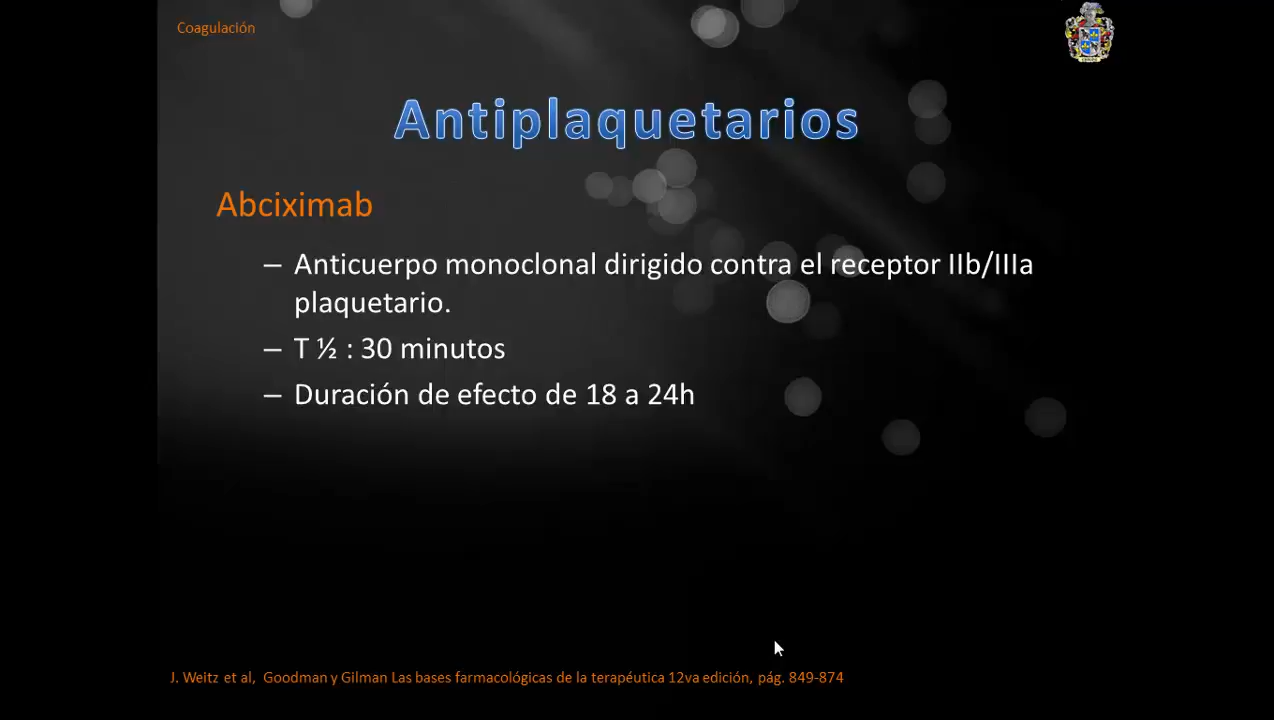 Coagulación
Antiplaquetarios
Abciximab
– Anticuerpo monoclonal dirigido contra el receptor IIb/IIIa
plaquetario.
– T ½ : 30 minutos
– Duración de efecto de 18 a 24h
J. Weitz et al, Goodman y Gilman Las bases farmacológicas de la terapéutica 12va edición, pág. 849-874